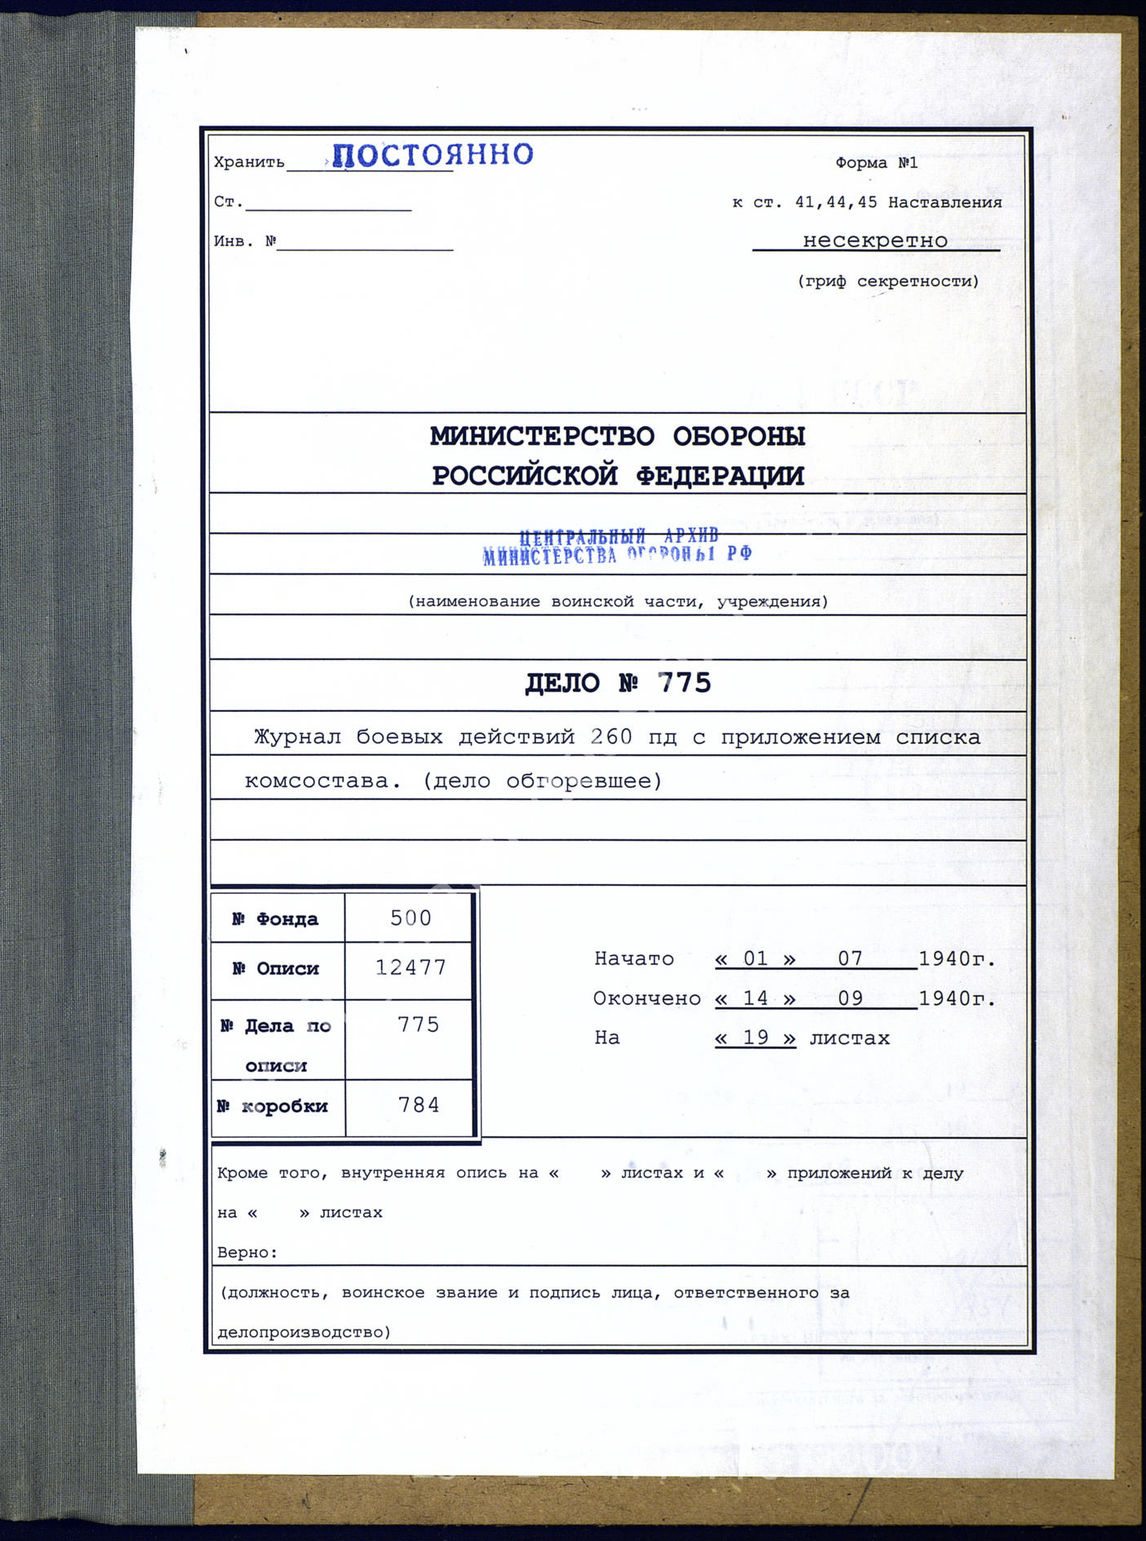 Хранить ПОСТОЯННО
Форма №1
Ст.
к ст. 41,44,45 Наставления
Инв. №
несекретно
(гриф секретности)
МИНИСТЕРСТВО ОБОРОНЫ
РОССИЙСКОЙ ФЕДЕРАЦИИ
ЦЕНТРАЛЬНЫЙ АРХИВ
МИНИСТЕРСТВА ОБОРОНЫ РФ
(наименование воинской части, учреждения)
ДЕЛО № 775
Журнал боевых действий 260 пд с приложением списка
комсостава. (дело обгоревшее)
№ Фонда 500
№ Описи 12477
№ Дела по 775
описи
№ коробки 784
Начато « 01 » 07 1940г.
Окончено « 14 » 09 1940г.
На « 19 » листах
Кроме того, внутренняя опись на « » листах и « » приложений к делу
на « » листах
Верно:
(должность, воинское звание и подпись лица, ответственного за
делопроизводство)